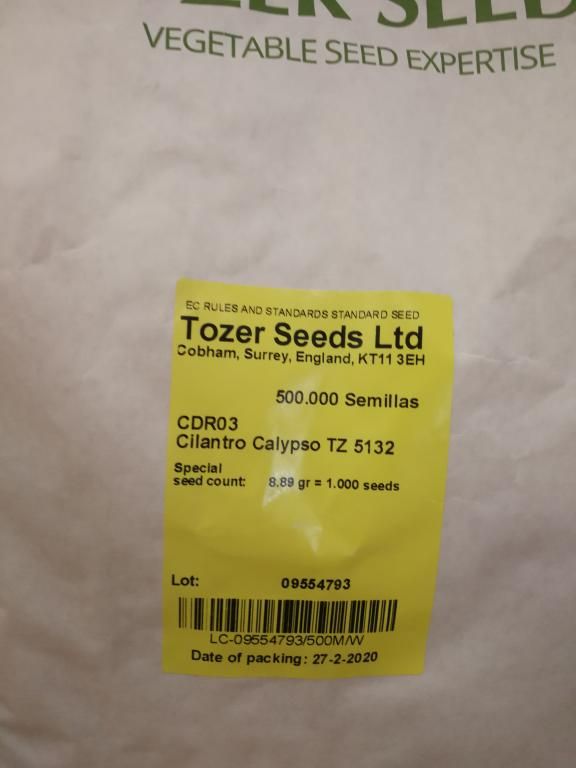 VEGETABLE SEED EXPERTISE
EC RULES AND STANDARDS STANDARD SEED
Tozer Seeds Ltd
Cobham, Surrey, England, KT11 3EH
500.000 Semillas
CDR03
Cilantro Calypso TZ 5132
Special
seed count: 8.89 gr = 1.000 seeds
Lot: 09554793
LC-09554793/500M/W
Date of packing: 27-2-2020